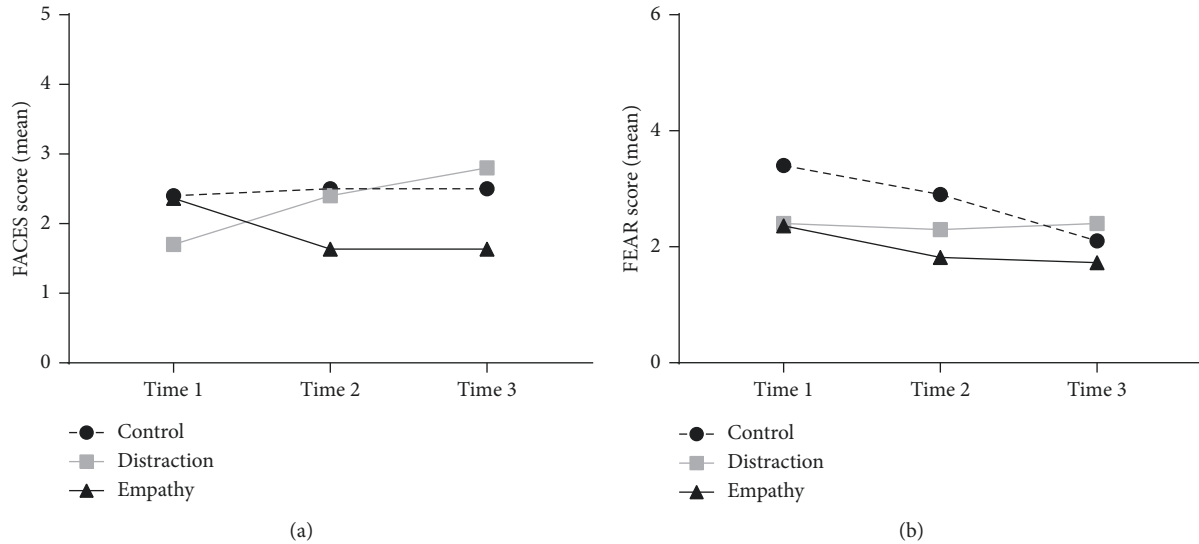 FACES score (mean)
5
4
3
2
1
0
Time 1
Time 2
Time 3
Control
Distraction
Empathy
(a)
FEAR score (mean)
6
4
2
0
Time 1
Time 2
Time 3
Control
Distraction
Empathy
(b)